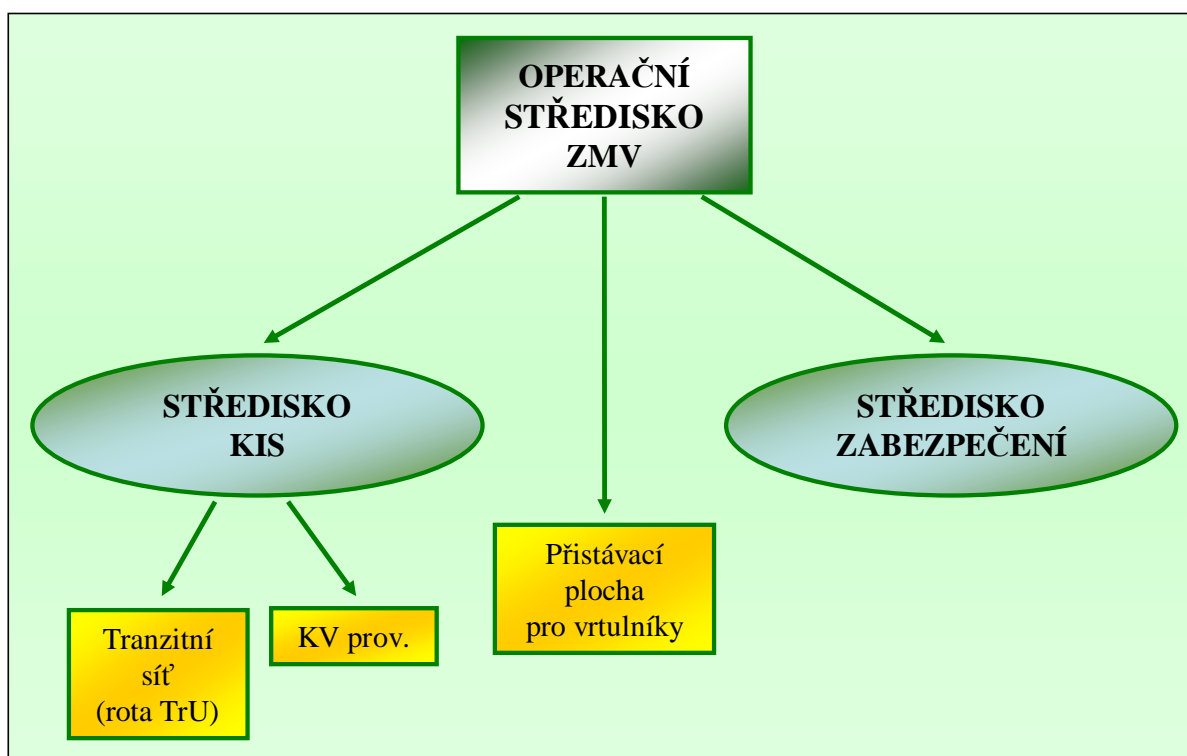 OPERAČNÍ
STŘEDISKO
ZMV
STŘEDISKO
KIS
STŘEDISKO
ZABEZPEČENÍ
Přistávací
plocha
pro vrtulníky
Tranzitní
síť
(rota TrU)
KV prov.